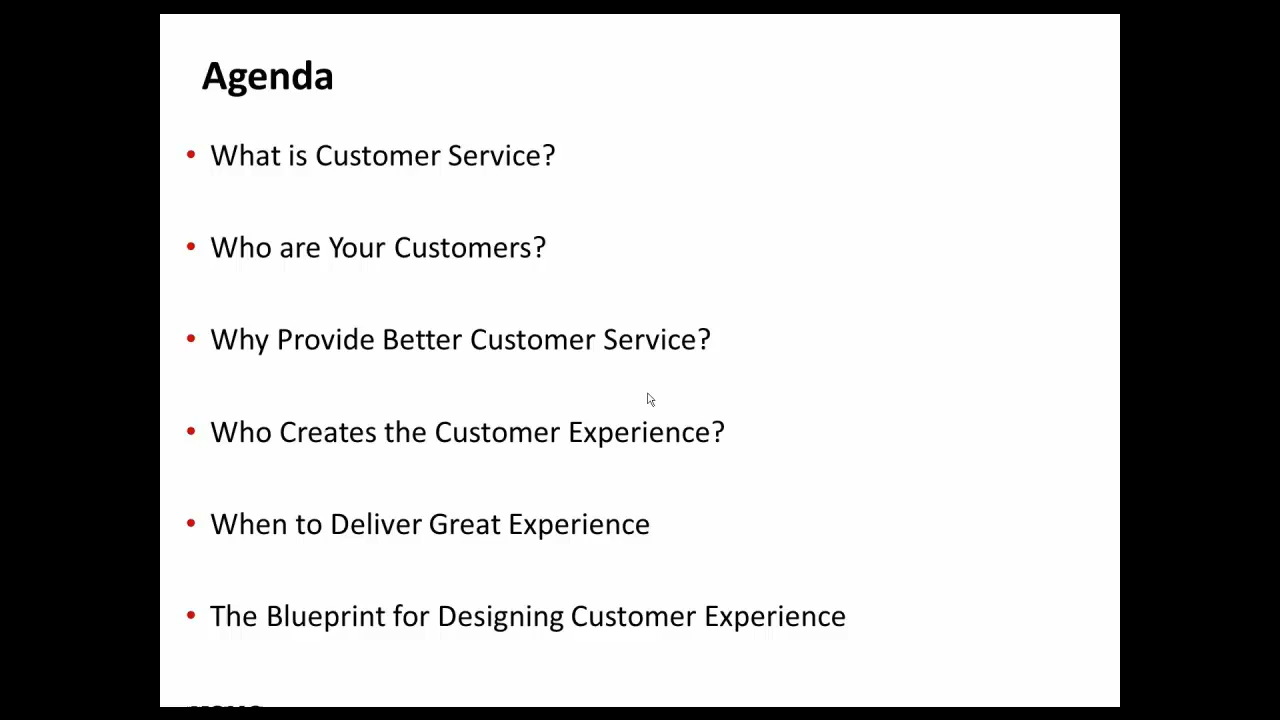 Agenda
• What is Customer Service?
• Who are Your Customers?
• Why Provide Better Customer Service?
• Who Creates the Customer Experience?
• When to Deliver Great Experience
• The Blueprint for Designing Customer Experience